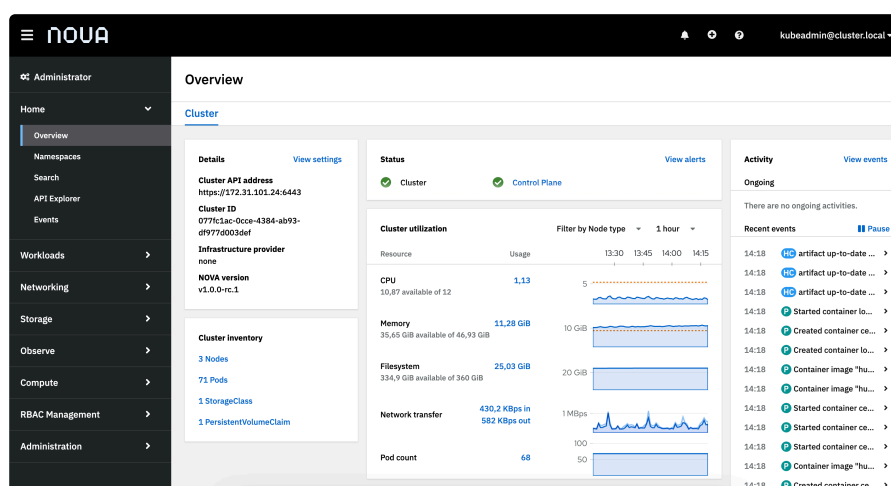 NOVA
kubeadmin@cluster.local
Administrator
Home
Overview
Namespaces
Search
API Explorer
Events
Workloads
Networking
Storage
Observe
Compute
RBAC Management
Administration
Overview
Cluster
Details View settings
Cluster API address
https://172.31.101.24:6443
Cluster ID
077fc1ac-0cce-4384-ab93-
df977d003def
Infrastructure provider
none
NOVA version
v1.0.0-rc.1
Cluster inventory
3 Nodes
71 Pods
1 StorageClass
1 PersistentVolumeClaim
Status View alerts
Cluster Control Plane
Cluster utilization Filter by Node type 1 hour
Resource Usage 13:30 13:45 14:00 14:15
CPU 1,13
10,87 available of 12
5
Memory 11,28 GiB
35,65 GiB available of 46,93 GiB
10 GiB
Filesystem 25,03 GiB
334,9 GiB available of 360 GiB
20 GiB
Network transfer 430,2 KBps in
582 KBps out
1 MBps
Pod count 68
100
50
Activity View events
Ongoing
There are no ongoing activities.
Recent events Pause
14:18 HC artifact up-to-date ...
14:18 HC artifact up-to-date ...
14:18 HC artifact up-to-date ...
14:18 P Started container lo...
14:18 P Created container ce...
14:18 P Created container lo...
14:18 P Container image "hu...
14:18 P Container image "hu...
14:18 P Started container ce...
14:18 P Started container ce...
14:18 P Started container ce...
14:18 P Container image "hu...
14:18 P Created container ce...